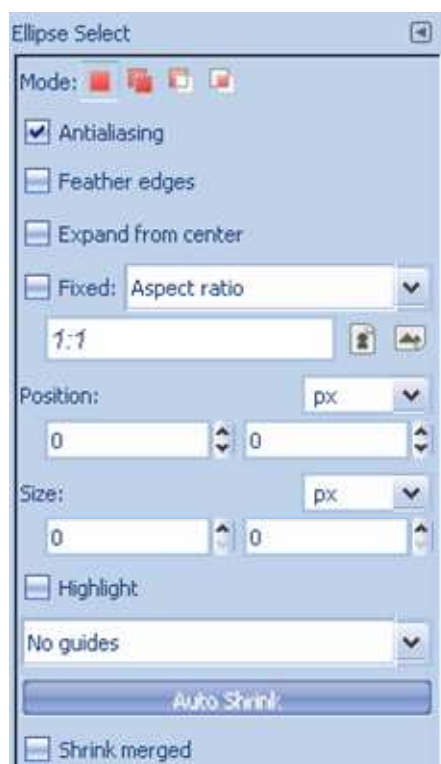 Ellipse Select
Mode:
Antialiasing
Feather edges
Expand from center
Fixed: Aspect ratio
1:1
Position: px
0 0
Size: px
0 0
Highlight
No guides
Auto Shrink
Shrink merged